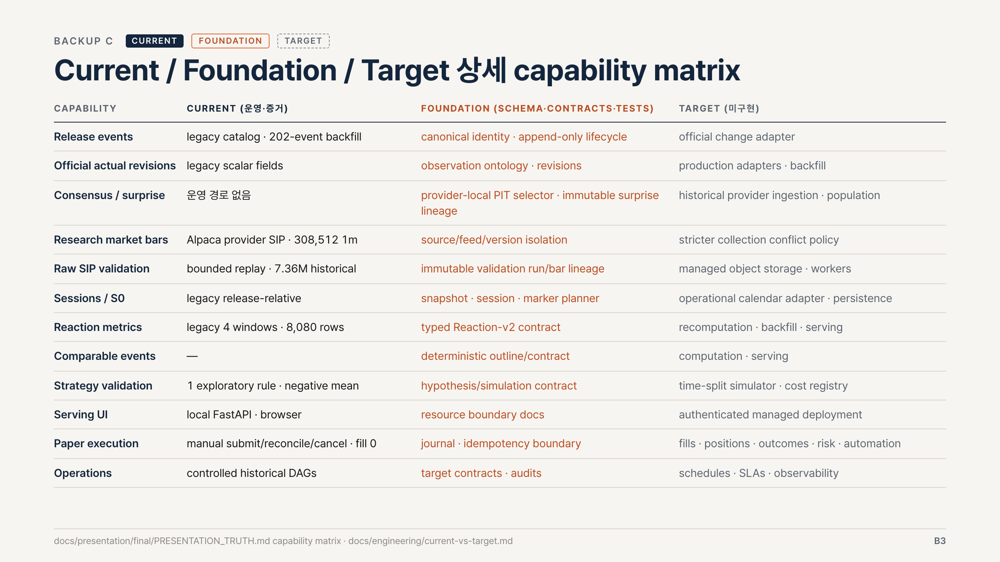 BACKUP C CURRENT FOUNDATION TARGET
Current / Foundation / Target 상세 capability matrix
CAPABILITY CURRENT (운영·증거) FOUNDATION (SCHEMA·CONTRACTS·TESTS) TARGET (미구현)
Release events legacy catalog · 202-event backfill canonical identity · append-only lifecycle official change adapter
Official actual revisions legacy scalar fields observation ontology · revisions production adapters · backfill
Consensus / surprise 운영 경로 없음 provider-local PIT selector · immutable surprise historical provider ingestion · population
lineage
Research market bars Alpaca provider SIP · 308,512 1m source/feed/version isolation stricter collection conflict policy
Raw SIP validation bounded replay · 7.36M historical immutable validation run/bar lineage managed object storage · workers
Sessions / S0 legacy release-relative snapshot · session · marker planner operational calendar adapter · persistence
Reaction metrics legacy 4 windows · 8,080 rows typed Reaction-v2 contract recomputation · backfill · serving
Comparable events — deterministic outline/contract computation · serving
Strategy validation 1 exploratory rule · negative mean hypothesis/simulation contract time-split simulator · cost registry
Serving UI local FastAPI · browser resource boundary docs authenticated managed deployment
Paper execution manual submit/reconcile/cancel · fill 0 journal · idempotency boundary fills · positions · outcomes · risk · automation
Operations controlled historical DAGs target contracts · audits schedules · SLAs · observability
docs/presentation/final/PRESENTATION_TRUTH.md capability matrix · docs/engineering/current-vs-target.md B3